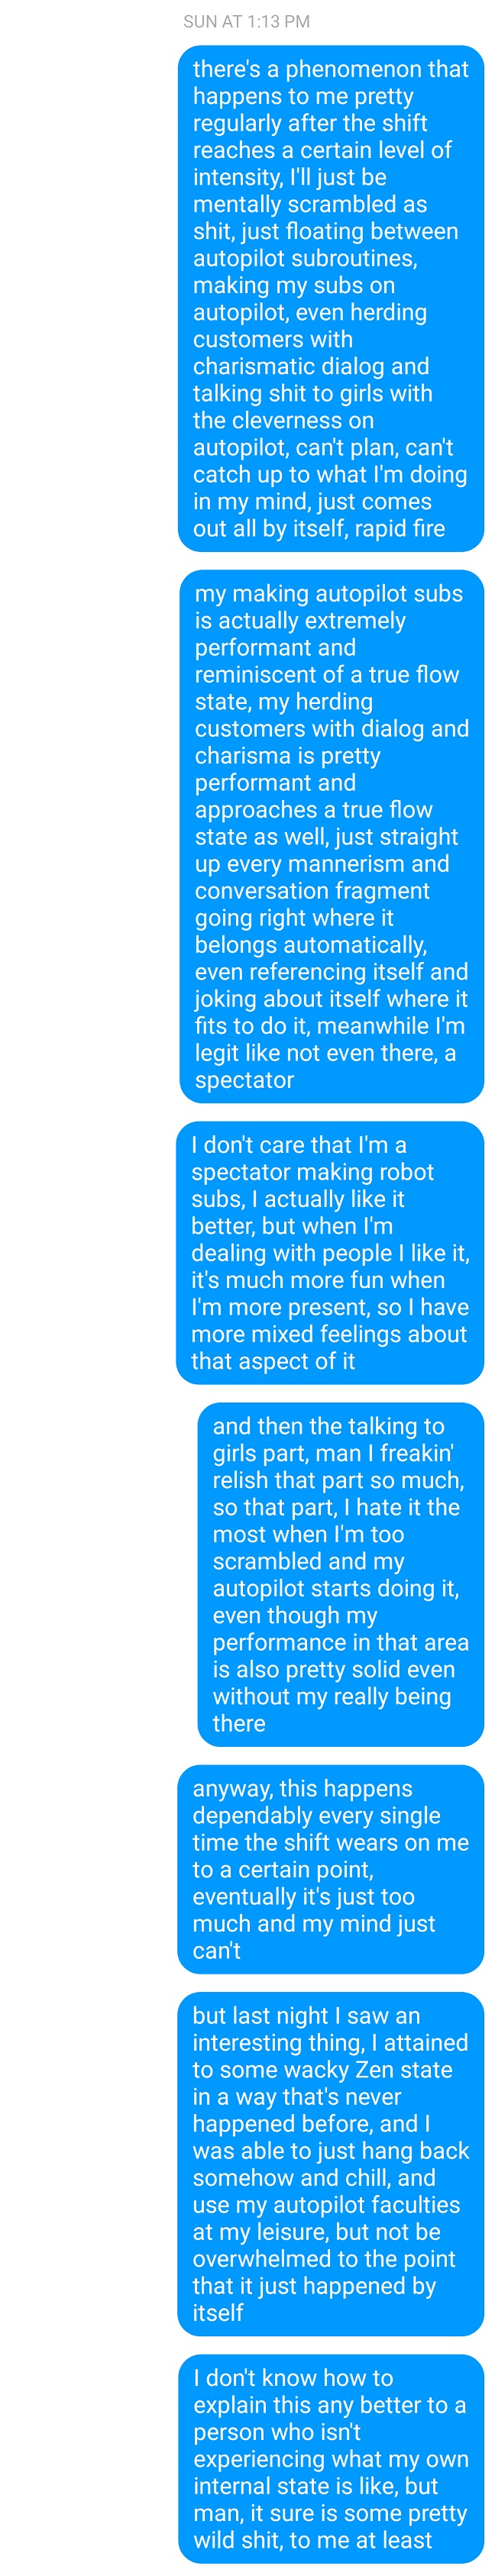 SUN AT 1:13 PM
there's a phenomenon that
happens to me pretty
regularly after the shift
reaches a certain level of
intensity, I'll just be
mentally scrambled as
shit, just floating between
autopilot subroutines,
making my subs on
autopilot, even herding
customers with
charismatic dialog and
talking shit to girls with
the cleverness on
autopilot, can't plan, can't
catch up to what I'm doing
in my mind, just comes
out all by itself, rapid fire
my making autopilot subs
is actually extremely
performant and
reminiscent of a true flow
state, my herding
customers with dialog and
charisma is pretty
performant and
approaches a true flow
state as well, just straight
up every mannerism and
conversation fragment
going right where it
belongs automatically,
even referencing itself and
joking about itself where it
fits to do it, meanwhile I'm
legit like not even there, a
spectator
I don't care that I'm a
spectator making robot
subs, I actually like it
better, but when I'm
dealing with people I like it,
it's much more fun when
I'm more present, so I have
more mixed feelings about
that aspect of it
and then the talking to
girls part, man I freakin'
relish that part so much,
so that part, I hate it the
most when I'm too
scrambled and my
autopilot starts doing it,
even though my
performance in that area
is also pretty solid even
without my really being
there
anyway, this happens
dependably every single
time the shift wears on me
to a certain point,
eventually it's just too
much and my mind just
can't
but last night I saw an
interesting thing, I attained
to some wacky Zen state
in a way that's never
happened before, and I
was able to just hang back
somehow and chill, and
use my autopilot faculties
at my leisure, but not be
overwhelmed to the point
that it just happened by
itself
I don't know how to
explain this any better to a
person who isn't
experiencing what my own
internal state is like, but
man, it sure is some pretty
wild shit, to me at least